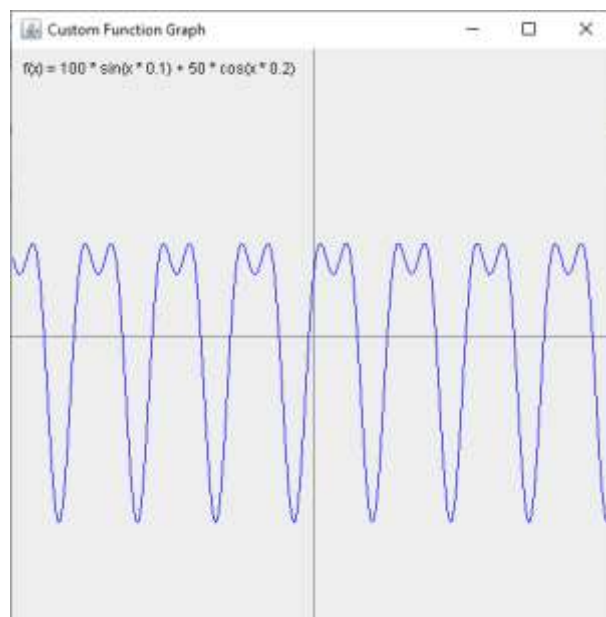 Custom Function Graph
f(x) = 100 * sin(x * 0.1) + 50 * cos(x * 0.2)